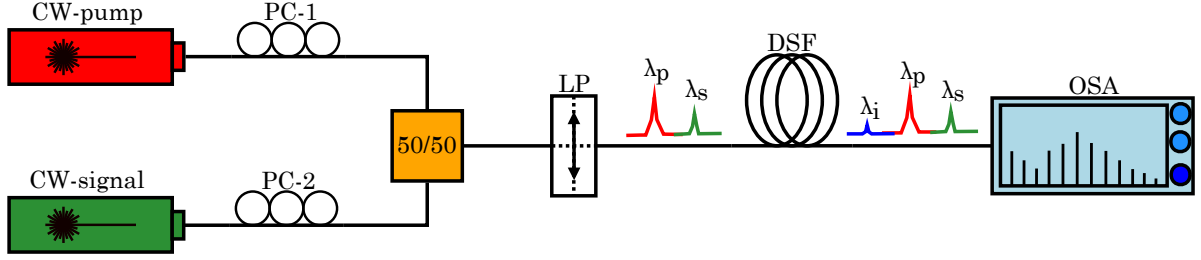 CW-pump
PC-1
50/50
CW-signal
PC-2
LP
λp
λs
DSF
λi
λp
λs
OSA